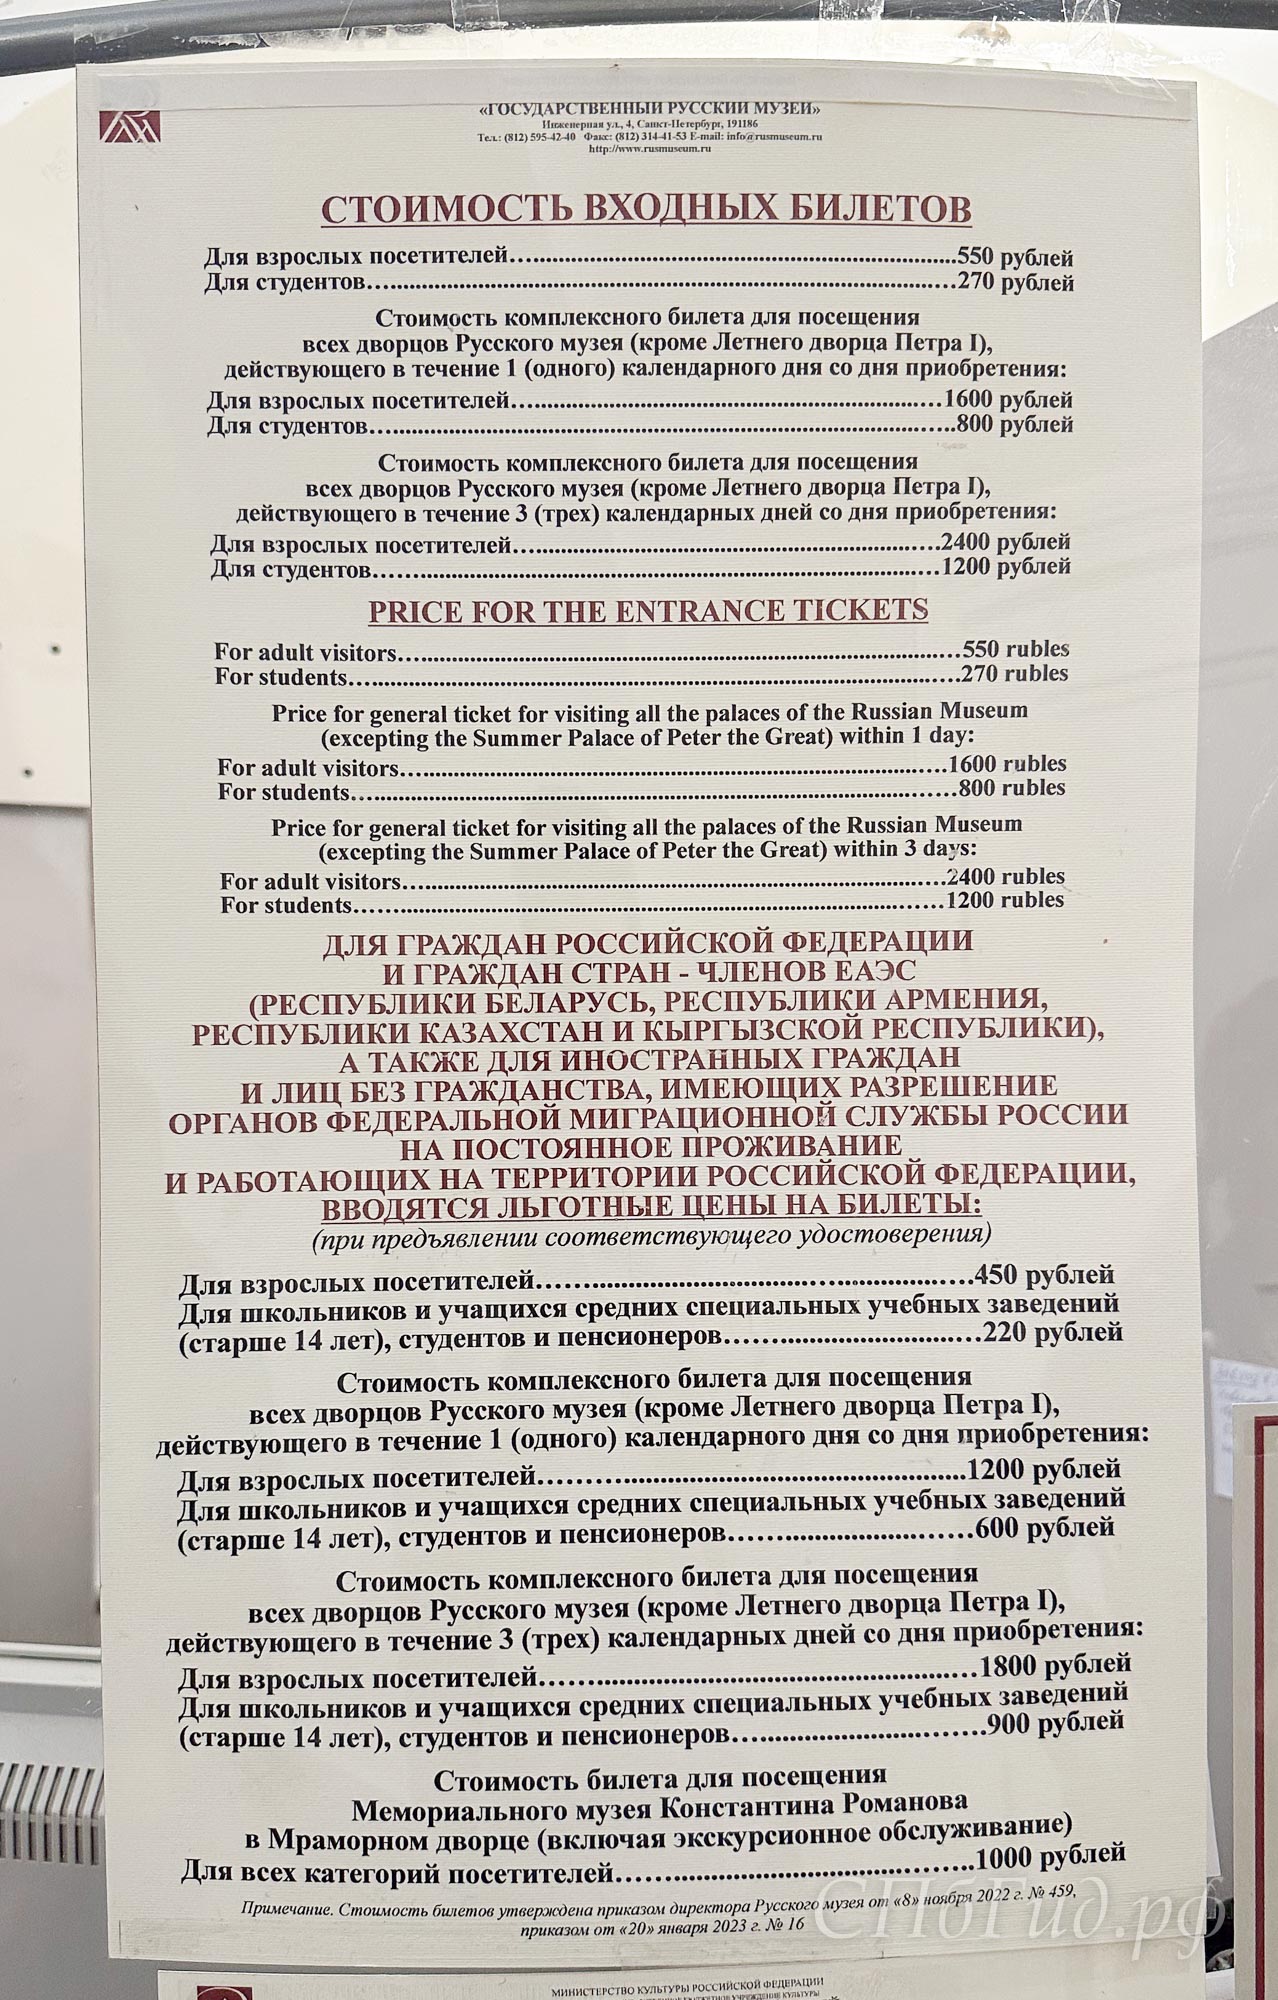 «ГОСУДАРСТВЕННЫЙ РУССКИЙ МУЗЕЙ»
Инженерная ул., 4, Санкт-Петербург, 191186
Тел.: (812) 595-42-40 Факс: (812) 314-41-53 E-mail: info@rusmuseum.ru
http://www.rusmuseum.ru
СТОИМОСТЬ ВХОДНЫХ БИЛЕТОВ
Для взрослых посетителей...550 рублей
Для студентов...270 рублей
Стоимость комплексного билета для посещения
всех дворцов Русского музея (кроме Летнего дворца Петра I),
действующего в течение 1 (одного) календарного дня со дня приобретения:
Для взрослых посетителей...1600 рублей
Для студентов...800 рублей
Стоимость комплексного билета для посещения
всех дворцов Русского музея (кроме Летнего дворца Петра I),
действующего в течение 3 (трех) календарных дней со дня приобретения:
Для взрослых посетителей...2400 рублей
Для студентов...1200 рублей
PRICE FOR THE ENTRANCE TICKETS
For adult visitors...550 rubles
For students...270 rubles
Price for general ticket for visiting all the palaces of the Russian Museum
(excepting the Summer Palace of Peter the Great) within 1 day:
For adult visitors...1600 rubles
For students...800 rubles
Price for general ticket for visiting all the palaces of the Russian Museum
(excepting the Summer Palace of Peter the Great) within 3 days:
For adult visitors...2400 rubles
For students...1200 rubles
ДЛЯ ГРАЖДАН РОССИЙСКОЙ ФЕДЕРАЦИИ
И ГРАЖДАН СТРАН - ЧЛЕНОВ ЕАЭС
(РЕСПУБЛИКИ БЕЛАРУСЬ, РЕСПУБЛИКИ АРМЕНИЯ,
РЕСПУБЛИКИ КАЗАХСТАН И КЫРГЫЗСКОЙ РЕСПУБЛИКИ),
А ТАКЖЕ ДЛЯ ИНОСТРАННЫХ ГРАЖДАН
И ЛИЦ БЕЗ ГРАЖДАНСТВА, ИМЕЮЩИХ РАЗРЕШЕНИЕ
ОРГАНОВ ФЕДЕРАЛЬНОЙ МИГРАЦИОННОЙ СЛУЖБЫ РОССИИ
НА ПОСТОЯННОЕ ПРОЖИВАНИЕ
И РАБОТАЮЩИХ НА ТЕРРИТОРИИ РОССИЙСКОЙ ФЕДЕРАЦИИ,
ВВОДЯТСЯ ЛЬГОТНЫЕ ЦЕНЫ НА БИЛЕТЫ:
(при предъявлении соответствующего удостоверения)
Для взрослых посетителей...450 рублей
Для школьников и учащихся средних специальных учебных заведений
(старше 14 лет), студентов и пенсионеров...220 рублей
Стоимость комплексного билета для посещения
всех дворцов Русского музея (кроме Летнего дворца Петра I),
действующего в течение 1 (одного) календарного дня со дня приобретения:
Для взрослых посетителей...1200 рублей
Для школьников и учащихся средних специальных учебных заведений
(старше 14 лет), студентов и пенсионеров...600 рублей
Стоимость комплексного билета для посещения
всех дворцов Русского музея (кроме Летнего дворца Петра I),
действующего в течение 3 (трех) календарных дней со дня приобретения:
Для взрослых посетителей...1800 рублей
Для школьников и учащихся средних специальных учебных заведений
(старше 14 лет), студентов и пенсионеров...900 рублей
Стоимость билета для посещения
Мемориального музея Константина Романова
в Мраморном дворце (включая экскурсионное обслуживание)
Для всех категорий посетителей...1000 рублей
Примечание. Стоимость билетов утверждена приказом директора Русского музея от «8» ноября 2022 г. № 459,
приказом от «20» января 2023 г. № 16
СПбГид.рф
МИНИСТЕРСТВО КУЛЬТУРЫ РОССИЙСКОЙ ФЕДЕРАЦИИ